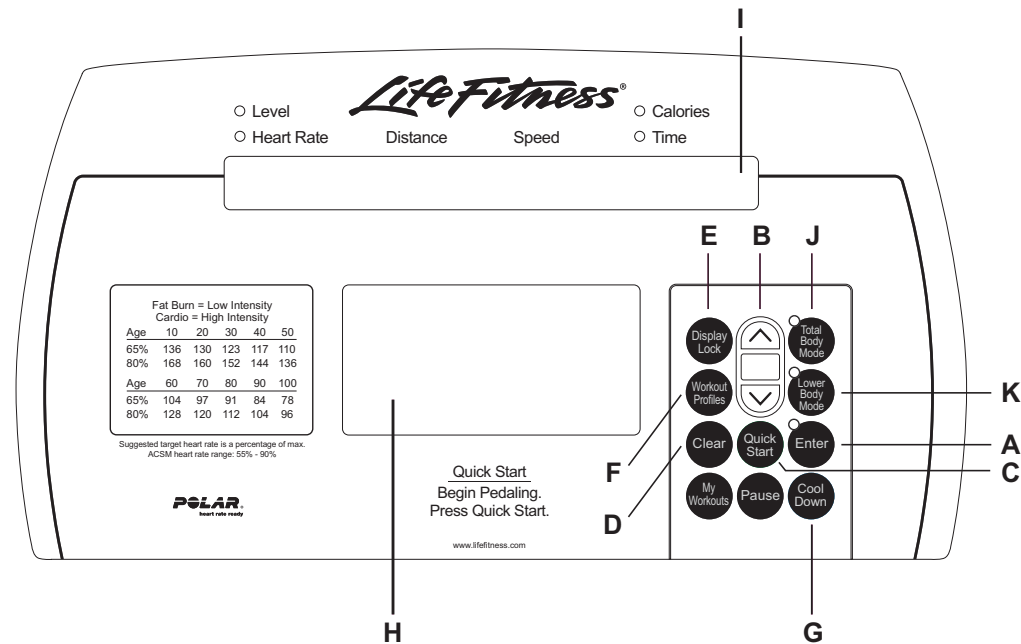 I
Life Fitness®
Level
Calories
Heart Rate Distance Speed Time
E B J
Fat Burn = Low Intensity
Cardio = High Intensity
Age 10 20 30 40 50
65% 136 130 123 117 110
80% 168 160 152 144 136
Age 60 70 80 90 100
65% 104 97 91 84 78
80% 128 120 112 104 96
Suggested target heart rate is a percentage of max.
ACSM heart rate range: 55% - 90%
POLAR.
heart rate ready
Quick Start
Begin Pedaling.
Press Quick Start.
www.lifefitness.com
Display
Lock
Total
Body
Mode
Workout
Profiles
Lower
Body
Mode
K
Clear
Quick
Start
Enter
A
C
F
D
My
Workouts
Pause
Cool
Down
H
G